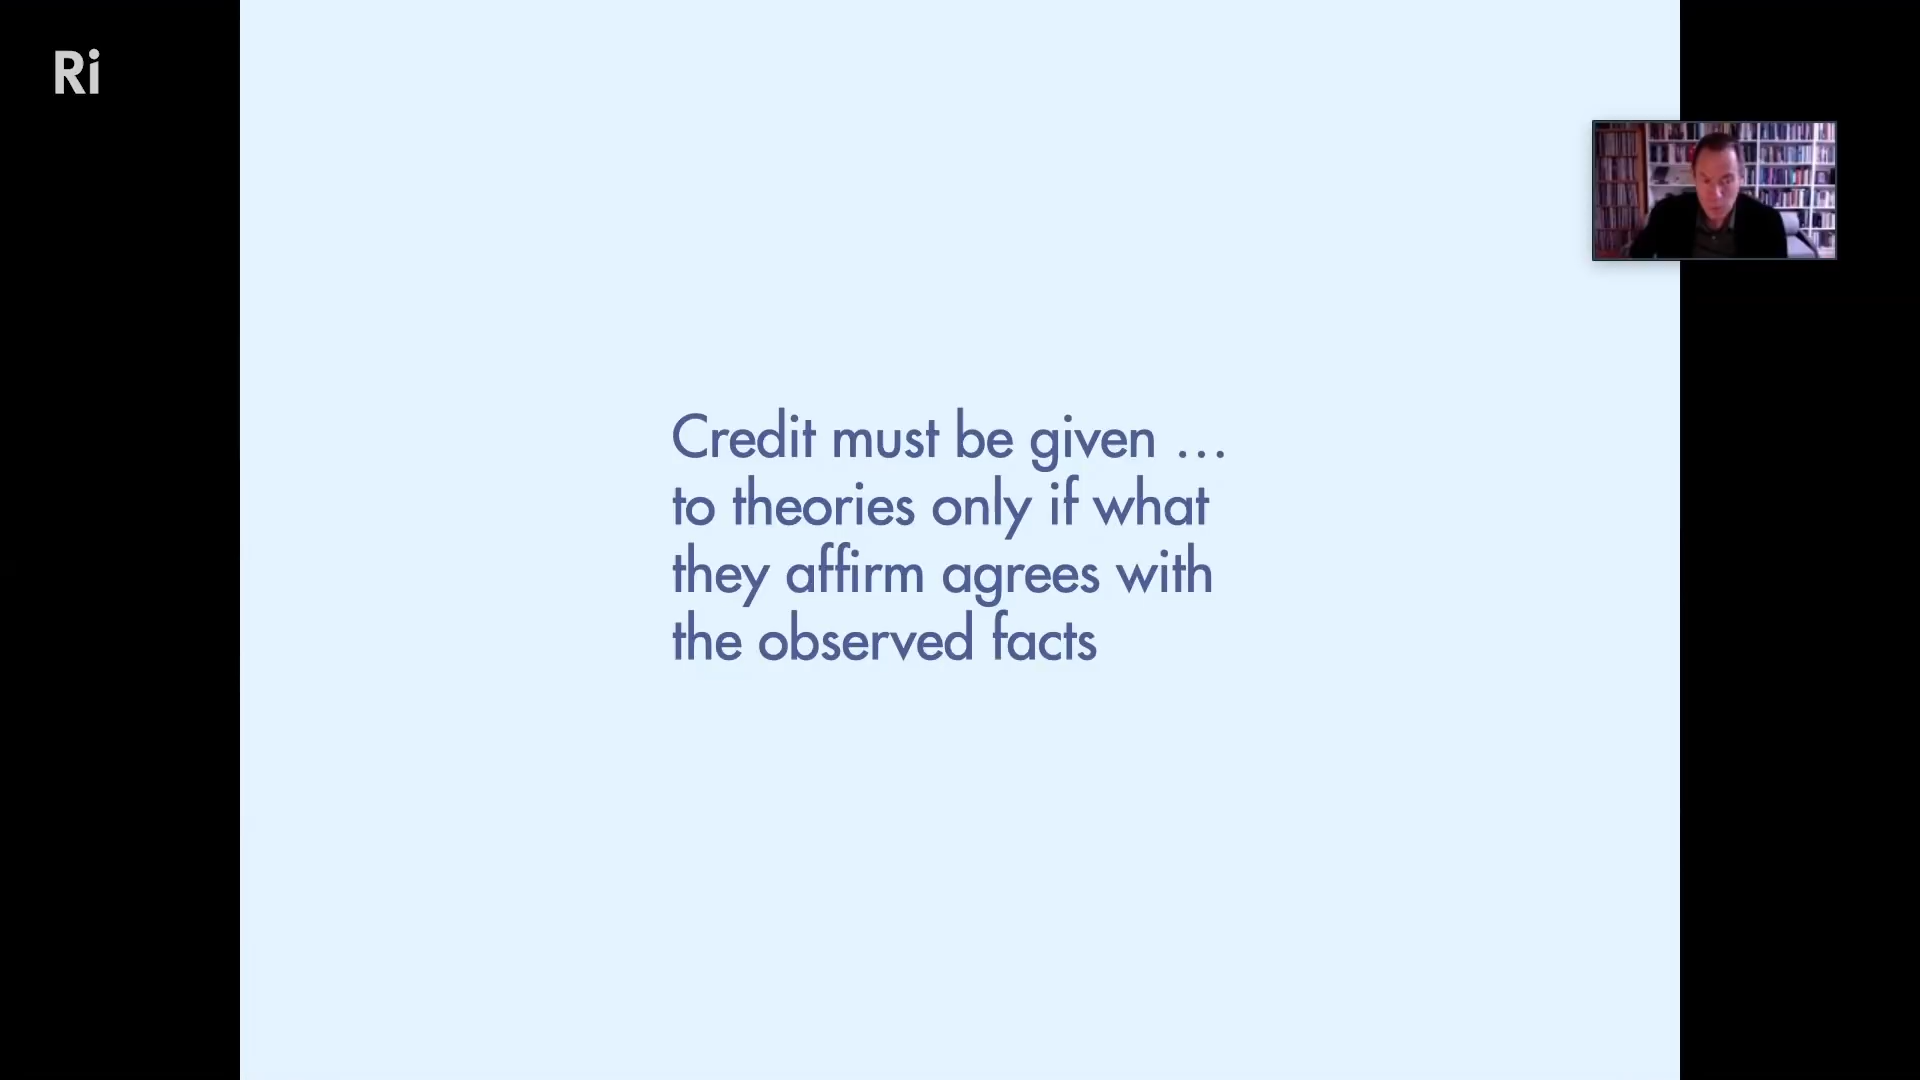 Ri
Credit must be given …
to theories only if what
they affirm agrees with
the observed facts